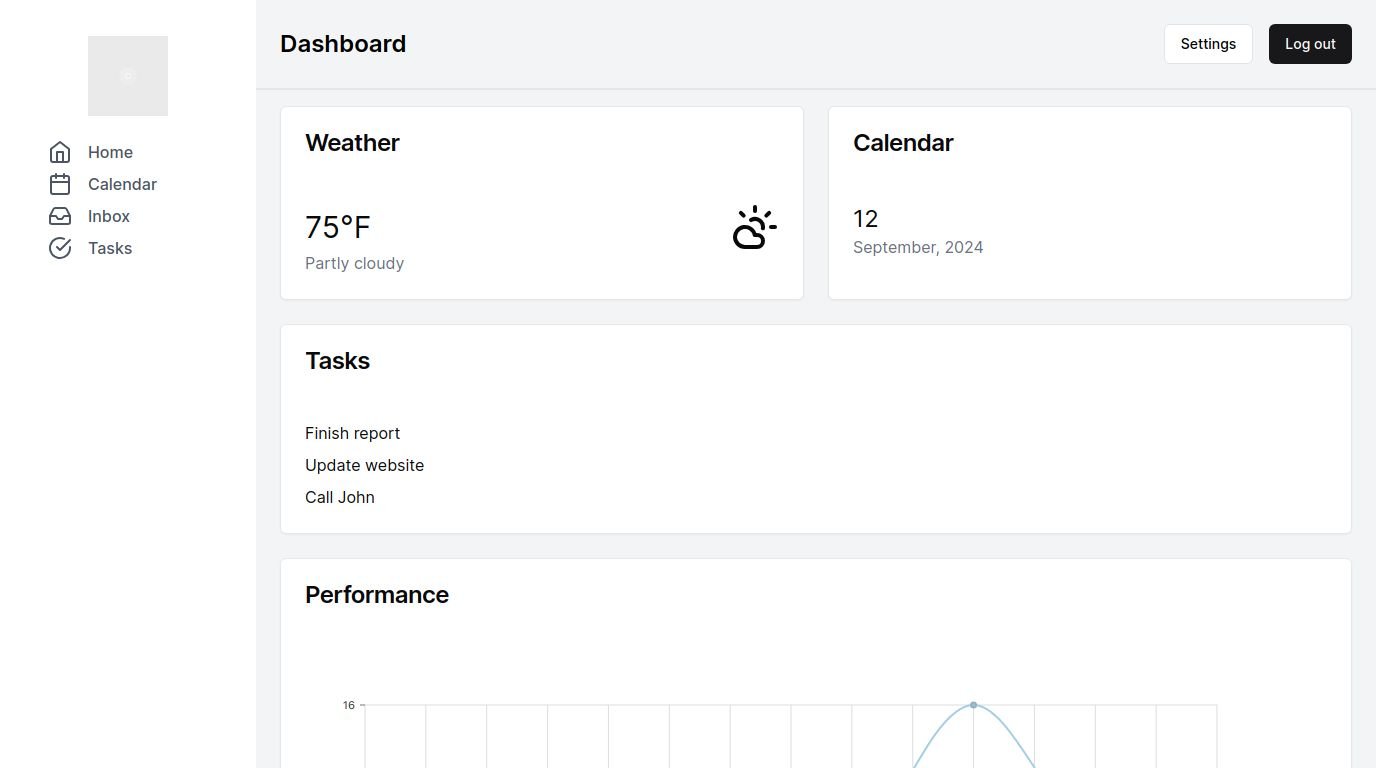 Dashboard
Settings
Log out
Home
Calendar
Inbox
Tasks
Weather
75°F
Partly cloudy
Calendar
12
September, 2024
Tasks
Finish report
Update website
Call John
Performance
16